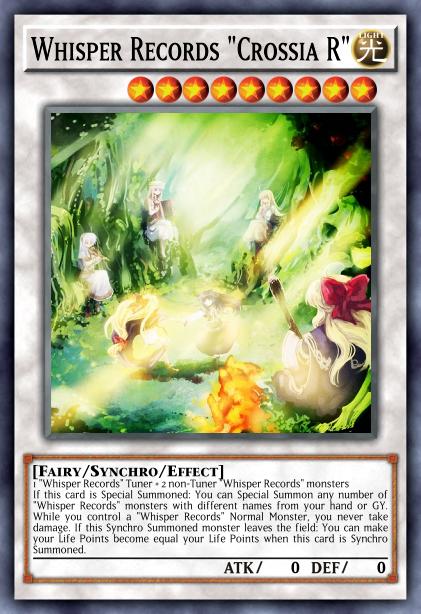 Whisper Records "Crossia R"
LIGHT
光
[Fairy/Synchro/Effect]
1 "Whisper Records" Tuner + 2 non-Tuner "Whisper Records" monsters
If this card is Special Summoned: You can Special Summon any number of
"Whisper Records" monsters with different names from your hand or GY.
While you control a "Whisper Records" Normal Monster, you never take
damage. If this Synchro Summoned monster leaves the field: You can make
your Life Points become equal your Life Points when this card is Synchro
Summoned.
ATK/ 0 DEF/ 0